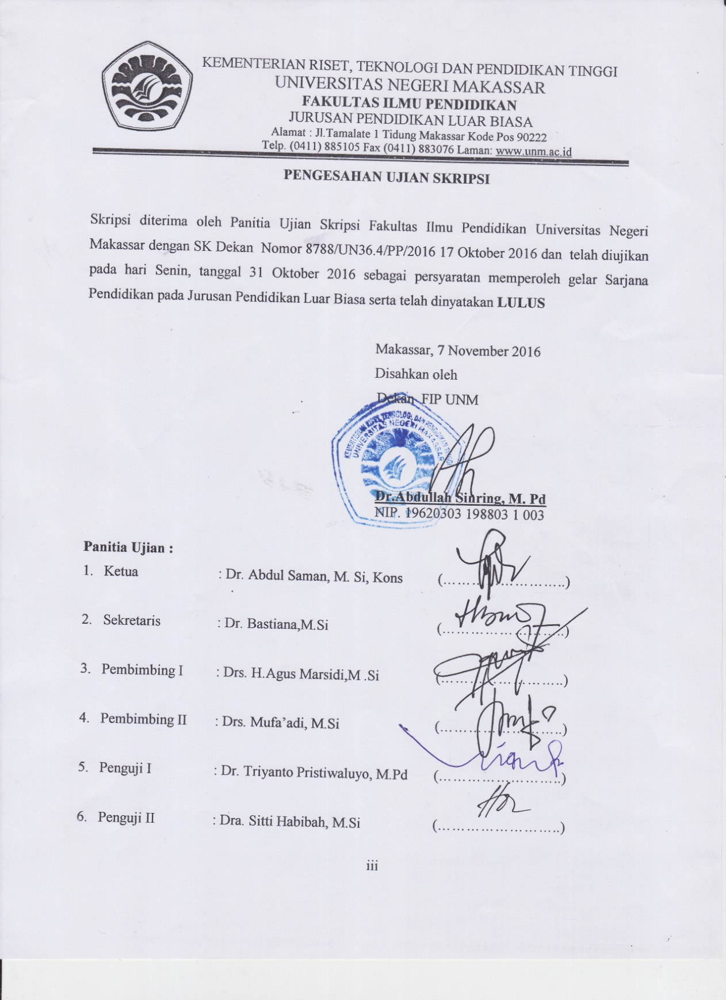 KEMENTERIAN RISET, TEKNOLOGI DAN PENDIDIKAN TINGGI
UNIVERSITAS NEGERI MAKASSAR
FAKULTAS ILMU PENDIDIKAN
JURUSAN PENDIDIKAN LUAR BIASA
Alamat : Jl.Tamalate 1 Tidung Makassar Kode Pos 90222
Telp. (0411) 885105 Fax (0411) 883076 Laman: www.unm.ac.id
PENGESAHAN UJIAN SKRIPSI
Skripsi diterima oleh Panitia Ujian Skripsi Fakultas Ilmu Pendidikan Universitas Negeri
Makassar dengan SK Dekan Nomor 8788/UN36.4/PP/2016 17 Oktober 2016 dan telah diujikan
pada hari Senin, tanggal 31 Oktober 2016 sebagai persyaratan memperoleh gelar Sarjana
Pendidikan pada Jurusan Pendidikan Luar Biasa serta telah dinyatakan LULUS
Makassar, 7 November 2016
Disahkan oleh
Dekan FIP UNM
KEMENTERIAN RISET, TEKNOLOGI, DAN PENDIDIKAN TINGGI
UNIVERSITAS NEGERI MAKASSAR
Dr.Abdullah Sinring, M. Pd
NIP. 19620303 198803 1 003
Panitia Ujian :
1. Ketua : Dr. Abdul Saman, M. Si, Kons (……………………..)
2. Sekretaris : Dr. Bastiana,M.Si (……………………..)
3. Pembimbing I : Drs. H.Agus Marsidi,M .Si (……………………..)
4. Pembimbing II : Drs. Mufa’adi, M.Si (……………………..)
5. Penguji I : Dr. Triyanto Pristiwaluyo, M.Pd (……………………..)
6. Penguji II : Dra. Sitti Habibah, M.Si (……………………..)
iii